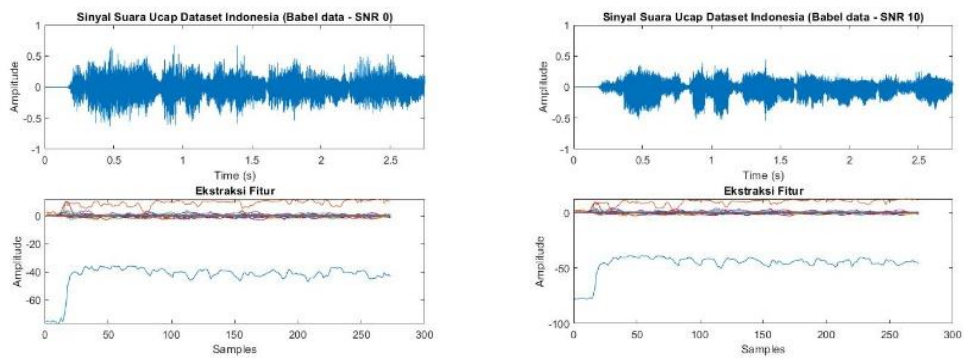 Sinyal Suara Ucap Dataset Indonesia (Babel data - SNR 0)
1
0.5
0
-0.5
-1
Amplitude
0 0.5 1 1.5 2 2.5
Time (s)
Ekstraksi Fitur
0
-20
-40
-60
Amplitude
0 50 100 150 200 250 300
Samples
Sinyal Suara Ucap Dataset Indonesia (Babel data - SNR 10)
1
0.5
0
-0.5
-1
Amplitude
0 0.5 1 1.5 2 2.5
Time (s)
Ekstraksi Fitur
0
-50
-100
Amplitude
0 50 100 150 200 250 300
Samples